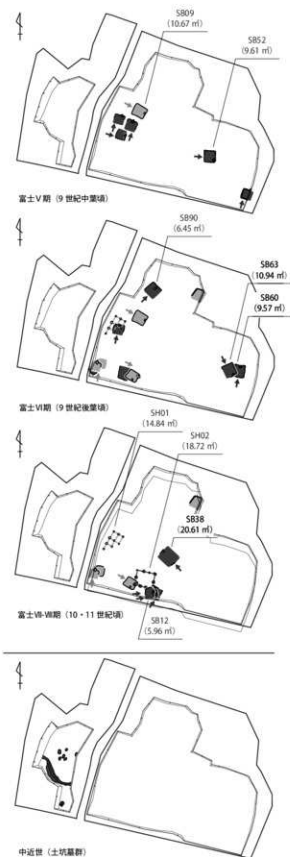 SB09
(10.67 ㎡)
SB52
(9.61 ㎡)
富士Ⅴ期（9 世紀中葉頃）
SB90
(6.45 ㎡)
SB63
(10.94 ㎡)
SB60
(9.57 ㎡)
富士Ⅵ期（9 世紀後葉頃）
SH01
(14.84 ㎡)
SH02
(18.72 ㎡)
SB38
(20.61 ㎡)
SB12
(5.96 ㎡)
富士Ⅶ-Ⅷ期（10・11 世紀頃）
中近世（土坑墓群）